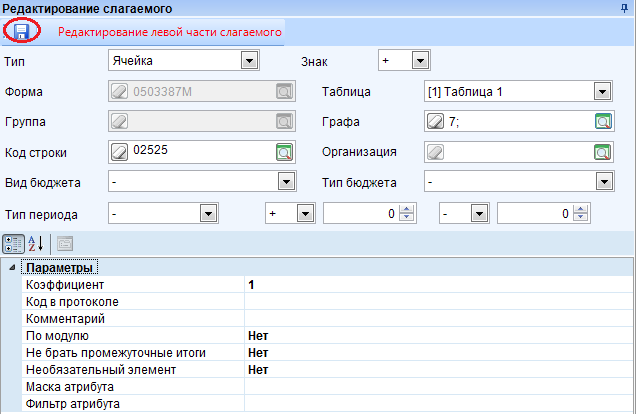 Редактирование слагаемого
Редактирование левой части слагаемого
Тип Ячейка Знак +
Форма 0503387M Таблица [1] Таблица 1
Группа Графа 7;
Код строки 02525 Организация
Вид бюджета - Тип бюджета -
Тип периода - + 0 - 0
Параметры
Коэффициент 1
Код в протоколе
Комментарий
По модулю Нет
Не брать промежуточные итоги Нет
Необязательный элемент Нет
Маска атрибута
Фильтр атрибута